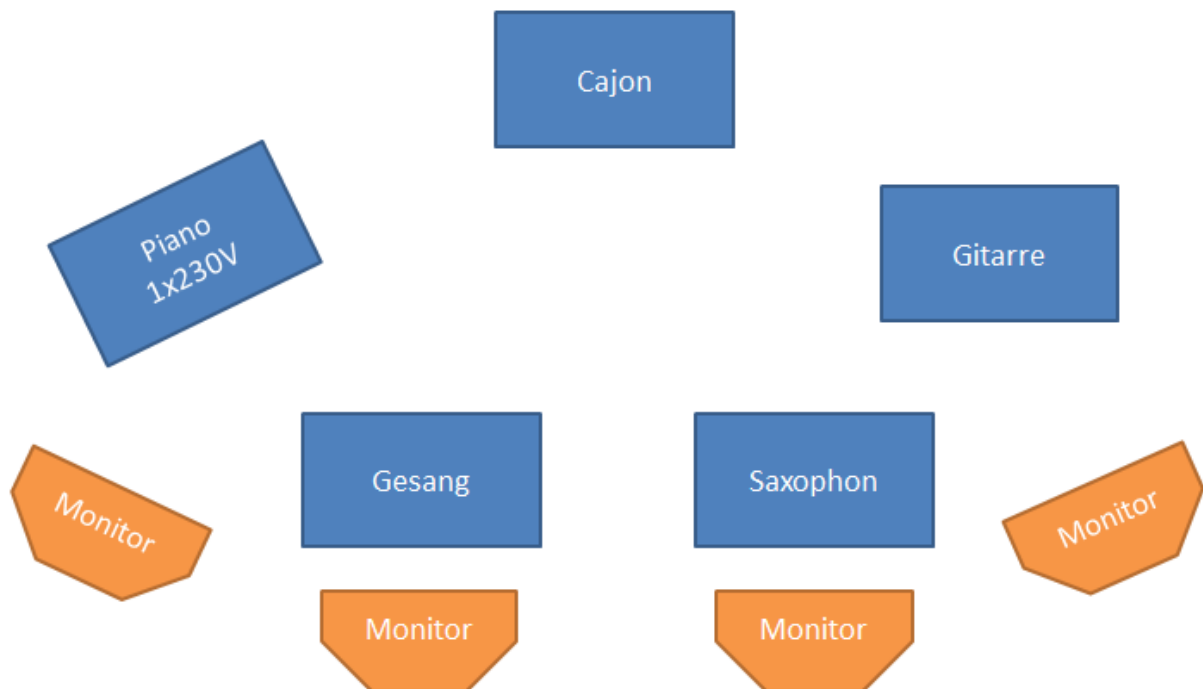 Cajon
Piano
1x230V
Gitarre
Gesang
Saxophon
Monitor
Monitor
Monitor
Monitor